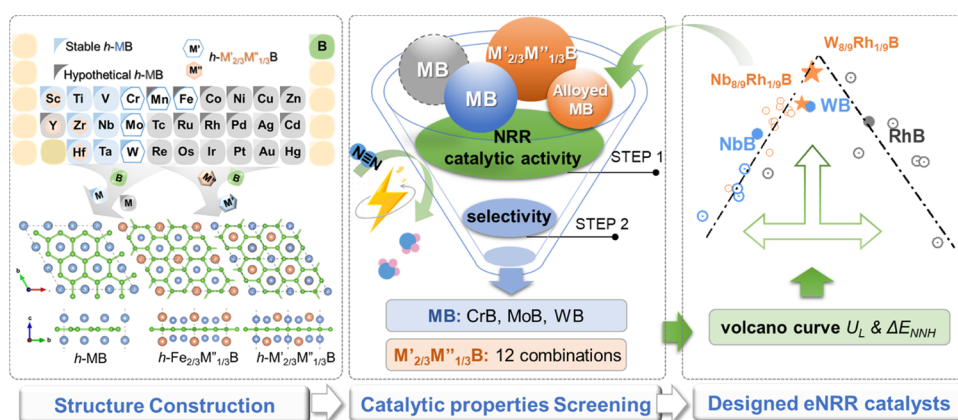 Stable h-MB
M'
h-M'2/3M"1/3B
M"
B
Hypothetical h-MB
Sc Ti V Cr Mn Fe Co Ni Cu Zn
Y Zr Nb Mo Tc Ru Rh Pd Ag Cd
Hf Ta W Re Os Ir Pt Au Hg
B
M
M
M"
B
M'
b
a
c
b
h-MB
h-Fe2/3M"1/3B
h-M'2/3M"1/3B
Structure Construction
MB
M'2/3M"1/3B
MB
Alloyed
MB
NRR
catalytic activity
STEP 1
N≡N
selectivity
STEP 2
MB: CrB, MoB, WB
M'2/3M"1/3B: 12 combinations
Catalytic properties Screening
W8/9Rh1/9B
Nb8/9Rh1/9B
WB
NbB
RhB
volcano curve UL & ΔENNH
Designed eNRR catalysts